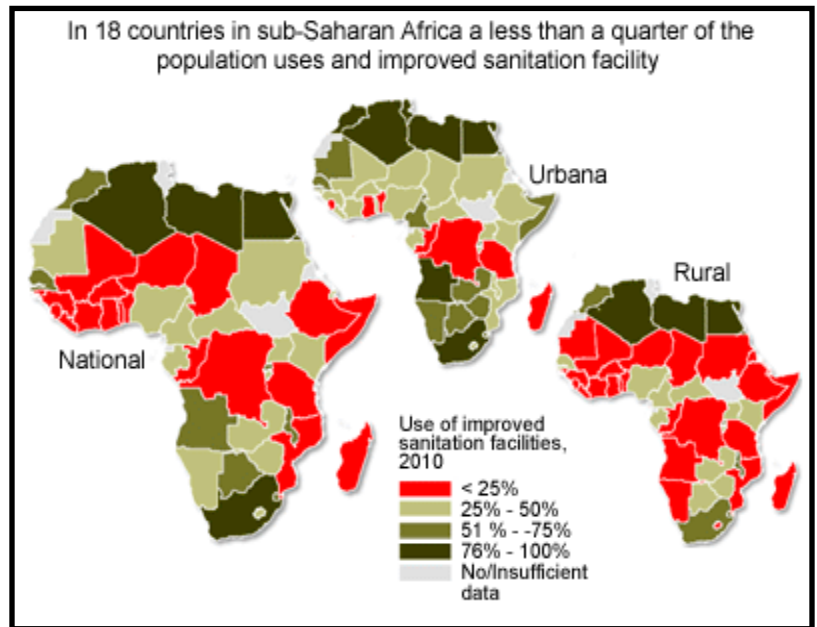 In 18 countries in sub-Saharan Africa a less than a quarter of the
population uses and improved sanitation facility
Urbana
Rural
National
Use of improved
sanitation facilities,
2010
< 25%
25% - 50%
51 % - -75%
76% - 100%
No/Insufficient
data